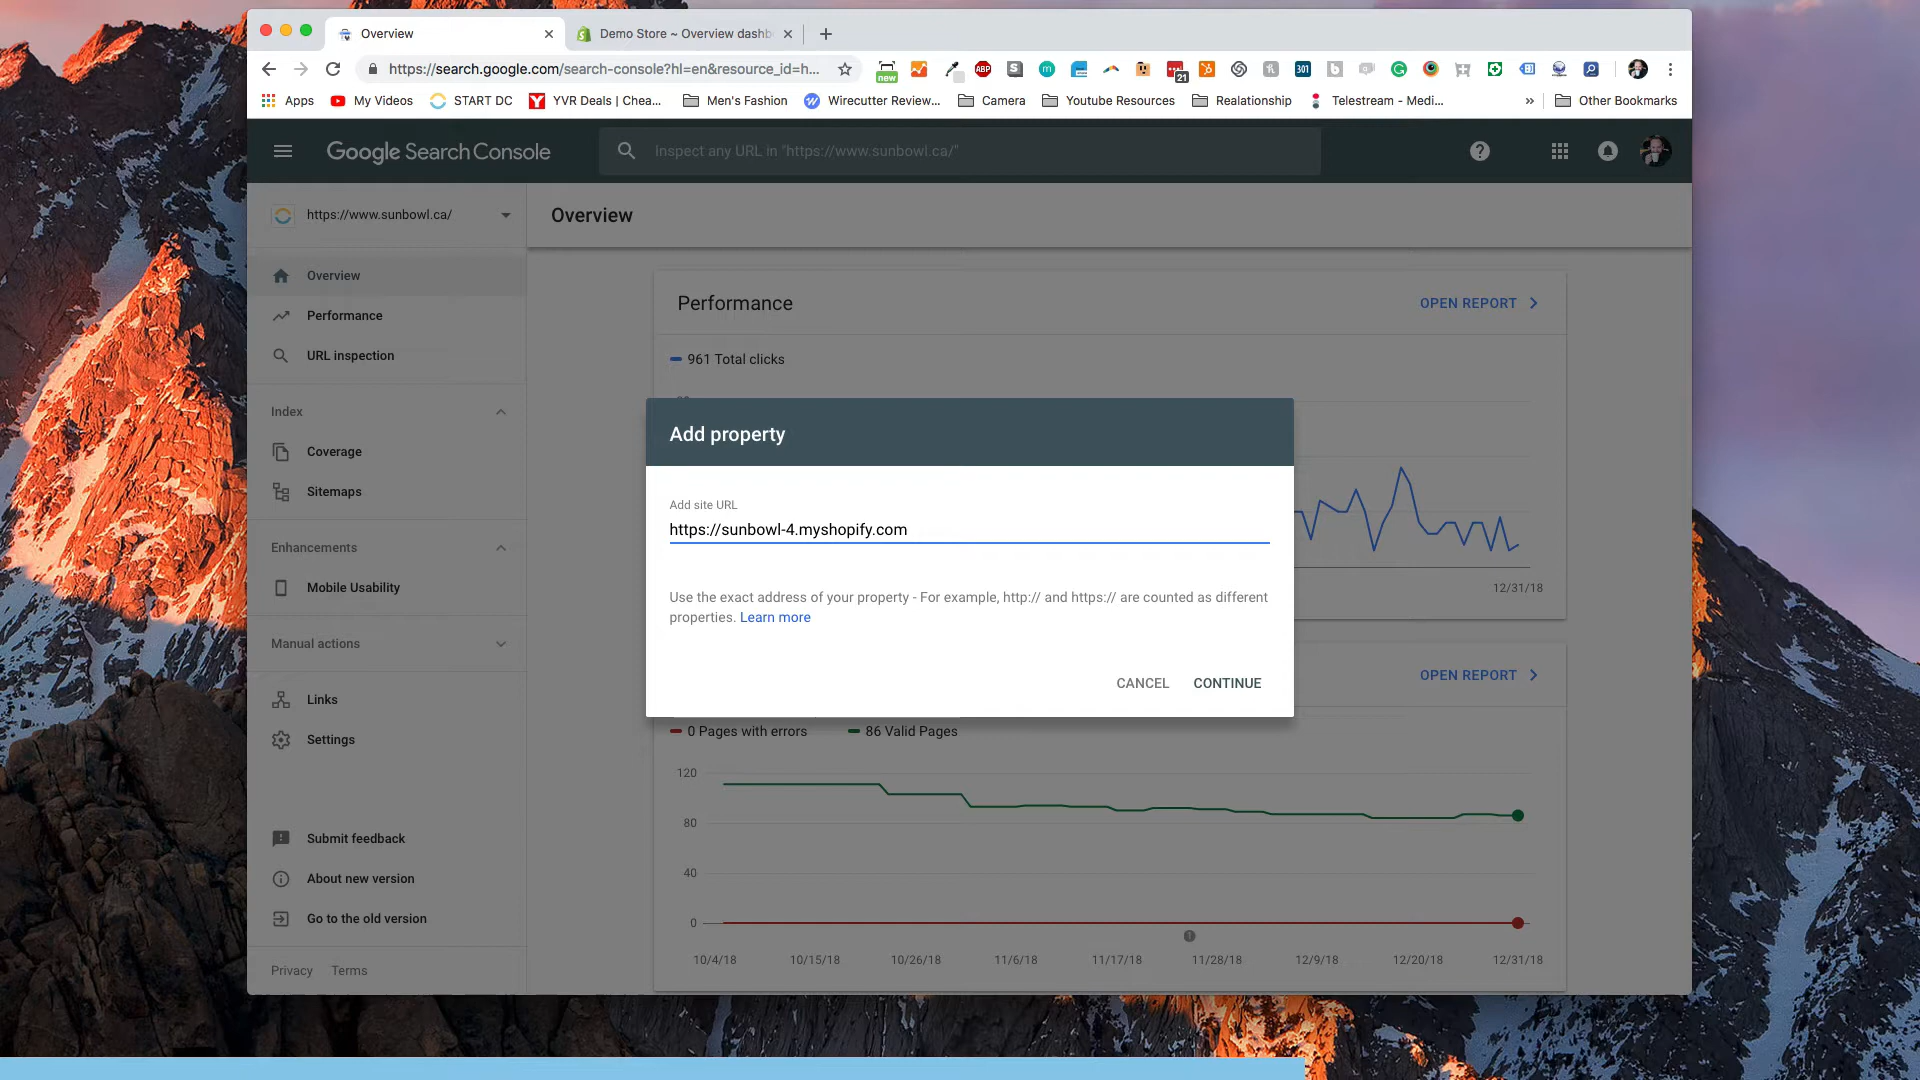 Overview
Demo Store ~ Overview dashb
https://search.google.com/search-console?hl=en&resource_id=h...
new
ABP
21
301
Apps
My Videos
START DC
YVR Deals | Chea...
Men's Fashion
Wirecutter Review...
Camera
Youtube Resources
Realationship
Telestream - Medi...
»
Other Bookmarks
Google Search Console
Inspect any URL in "https://www.sunbowl.ca/"
https://www.sunbowl.ca/
Overview
Overview
Performance
URL inspection
Index
Coverage
Sitemaps
Enhancements
Mobile Usability
Manual actions
Links
Settings
Submit feedback
About new version
Go to the old version
Privacy
Terms
Performance
OPEN REPORT
961 Total clicks
12/31/18
Add property
Add site URL
https://sunbowl-4.myshopify.com
Use the exact address of your property - For example, http:// and https:// are counted as different
properties. Learn more
CANCEL
CONTINUE
OPEN REPORT
0 Pages with errors
86 Valid Pages
120
80
40
0
10/4/18
10/15/18
10/26/18
11/6/18
11/17/18
11/28/18
12/9/18
12/20/18
12/31/18